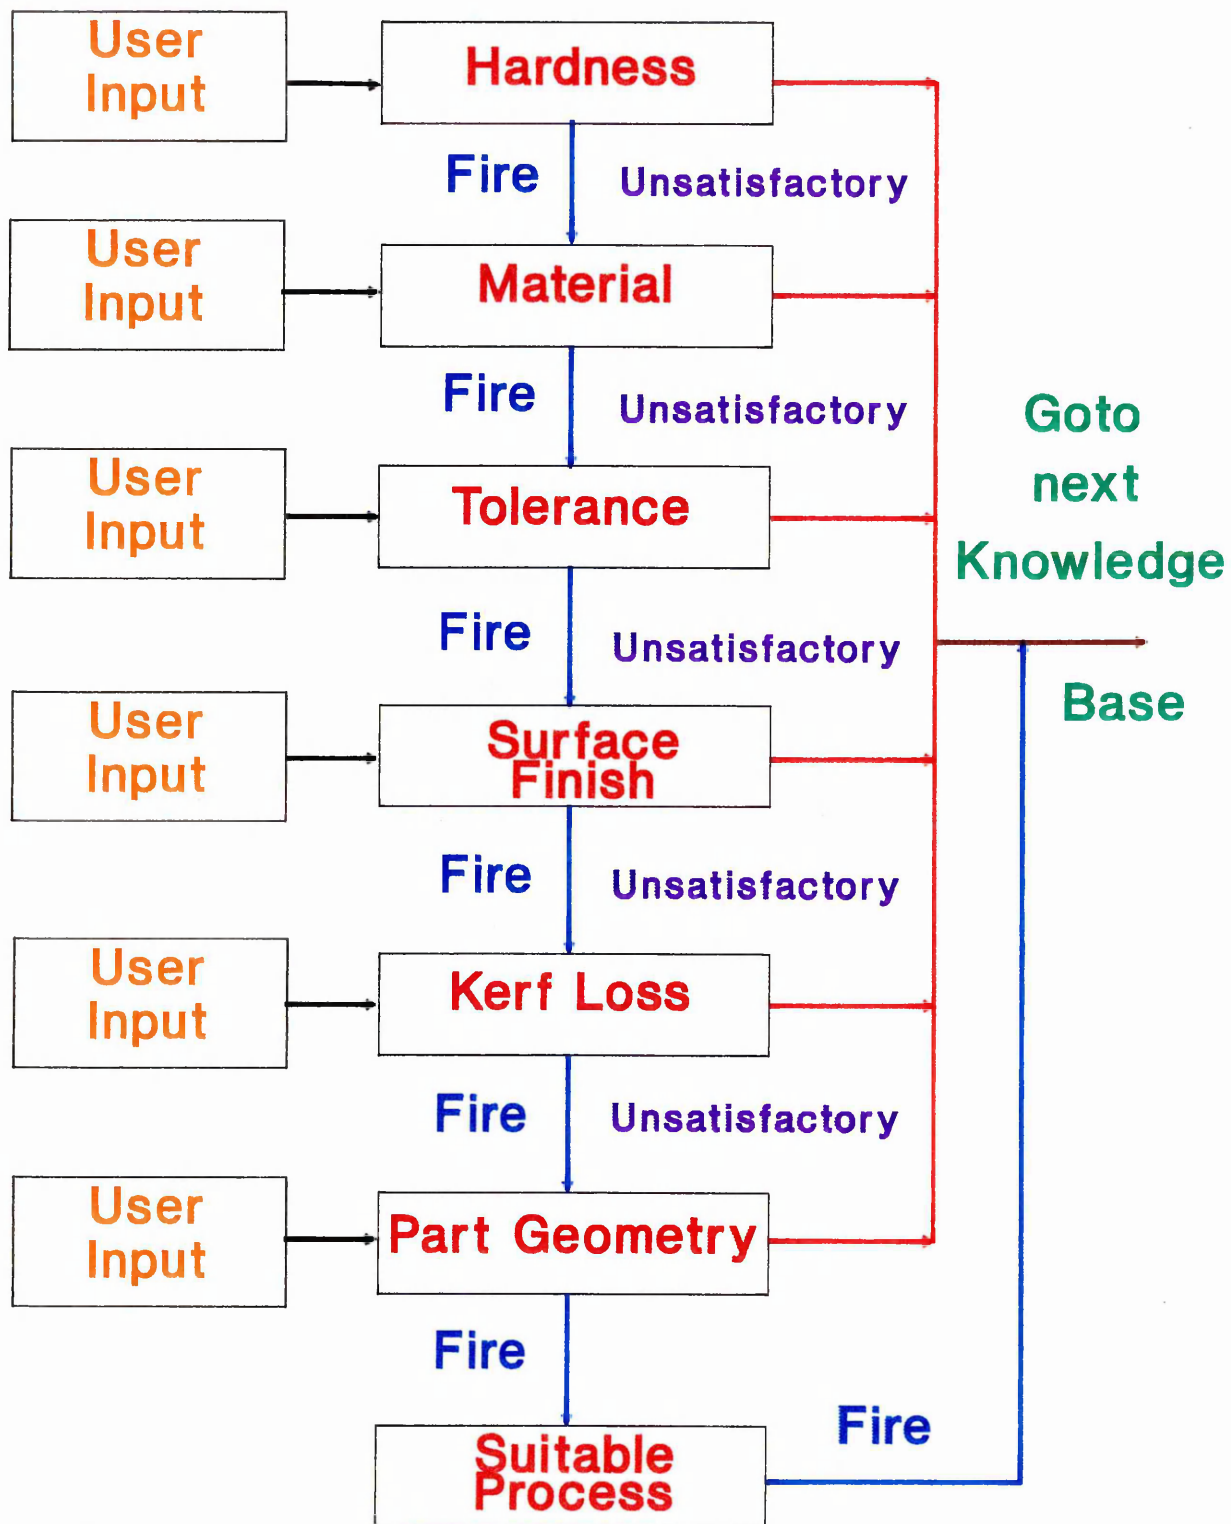 User
Input
Hardness
Fire
Unsatisfactory
User
Input
Material
Fire
Unsatisfactory
Goto
next
Knowledge
Base
User
Input
Tolerance
Fire
Unsatisfactory
User
Input
Surface
Finish
Fire
Unsatisfactory
User
Input
Kerf Loss
Fire
Unsatisfactory
User
Input
Part Geometry
Fire
Suitable
Process
Fire